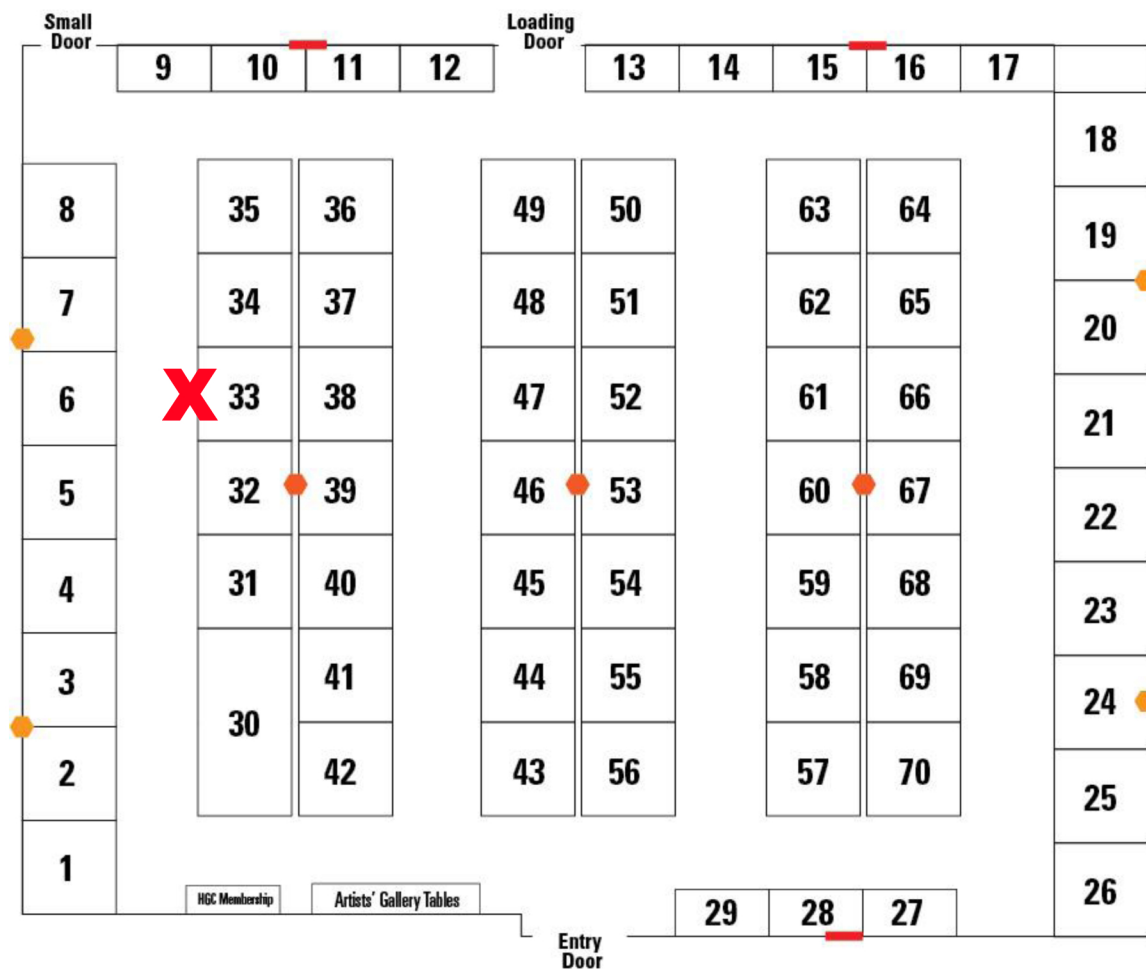 Small
Door
Loading
Door
9 10 11 12 13 14 15 16 17
18
8 35 36 49 50 63 64
19
7 34 37 48 51 62 65
20
6 X 33 38 47 52 61 66
21
5 32 39 46 53 60 67
22
4 31 40 45 54 59 68
23
3 41 44 55 58 69
24
30
2 42 43 56 57 70
25
1
26
HGC Membership
Artists' Gallery Tables
29 28 27
Entry
Door